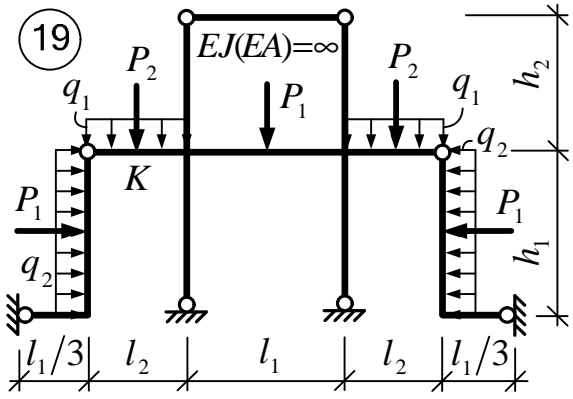 19
EJ(EA)=∞
h₂
P₂
P₂
q₁
P₁
q₁
q₂
K
P₁
P₁
h₁
q₂
l₁/3 l₂ l₁ l₂ l₁/3